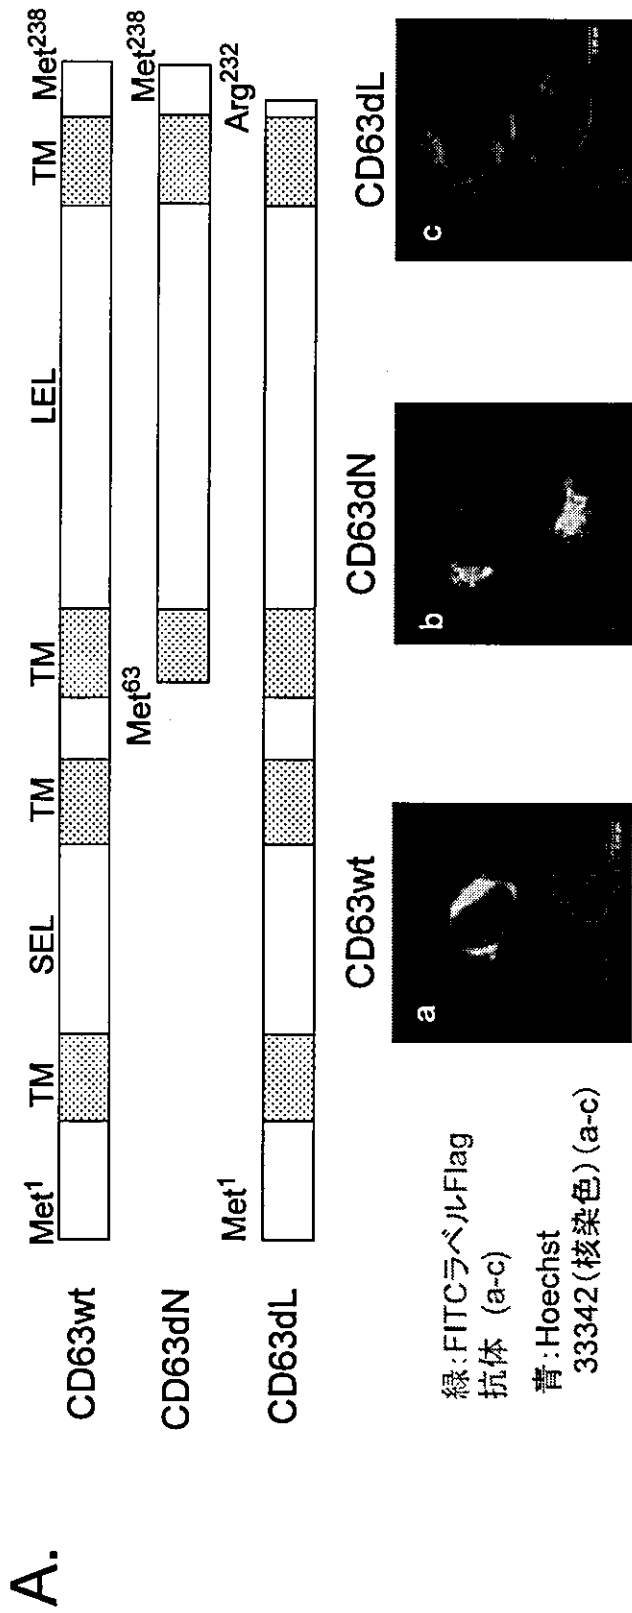 A.
Met¹ TM SEL TM TM LEL TM Met²³⁸
CD63wt
Met⁶³ Met²³⁸
CD63dN
Met¹ Arg²³²
CD63dL
緑:FITCラベルFlag
抗体 (a-c)
青:Hoechst
33342(核染色)(a-c)
CD63wt
CD63dN
CD63dL
a
b
c